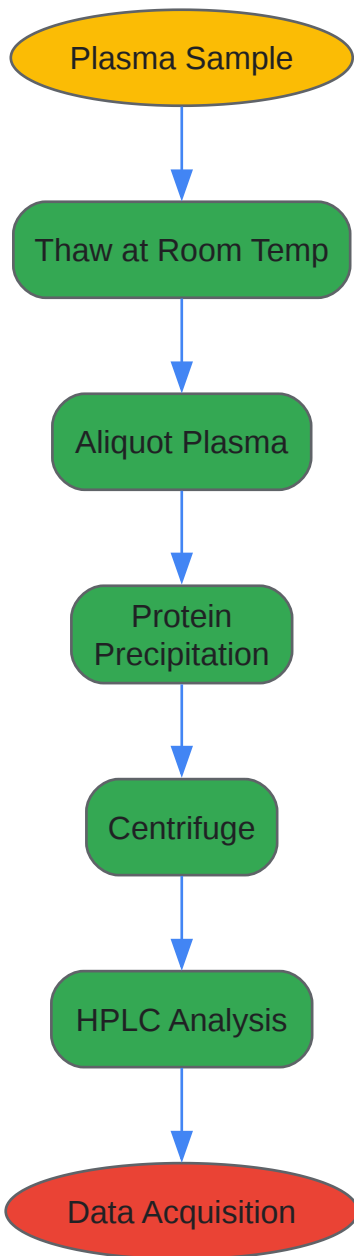 Plasma Sample
Thaw at Room Temp
Aliquot Plasma
Protein
Precipitation
Centrifuge
HPLC Analysis
Data Acquisition